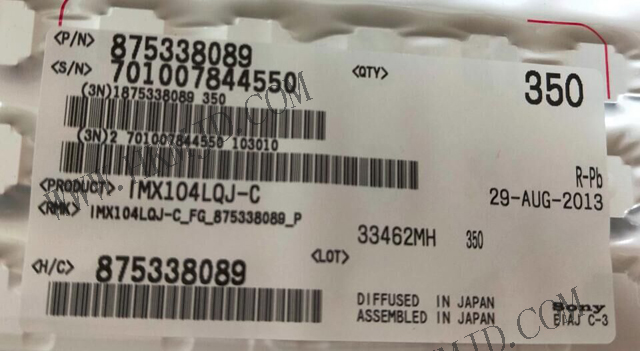 <P/N> 875338089
<S/N> 701007844550
<QTY> 350
(3N)1875338089 350
(3N)2 701007844550 103010
R-Pb
<PRODUCT> IMX104LQJ-C
29-AUG-2013
<RMK> IMX104LQJ-C_FG_875338089_P
<LOT> 33462MH 350
<H/C> 875338089
DIFFUSED IN JAPAN
ASSEMBLED IN JAPAN
Sony
EIAJ C-3